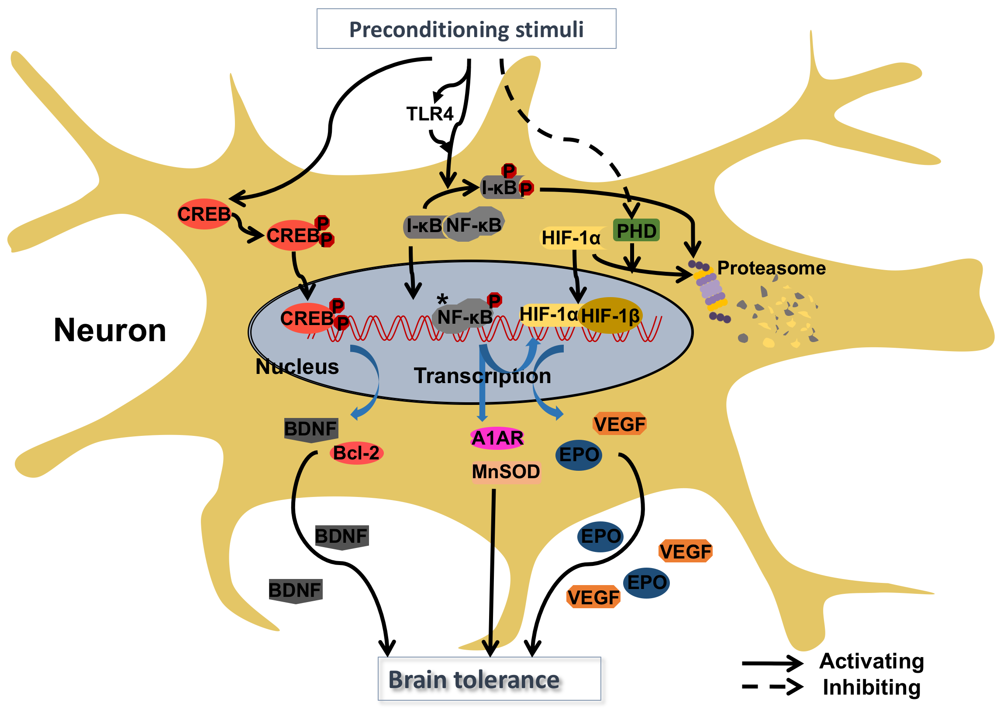 Preconditioning stimuli
TLR4
P
I-κB P
CREB
P
CREB P
I-κB NF-κB
HIF-1α
PHD
Proteasome
P
CREB P
*
P
NF-κB
HIF-1α HIF-1β
Neuron
Nucleus
Transcription
BDNF
Bcl-2
A1AR
MnSOD
VEGF
EPO
BDNF
BDNF
EPO
VEGF
EPO
VEGF
Brain tolerance
Activating
Inhibiting